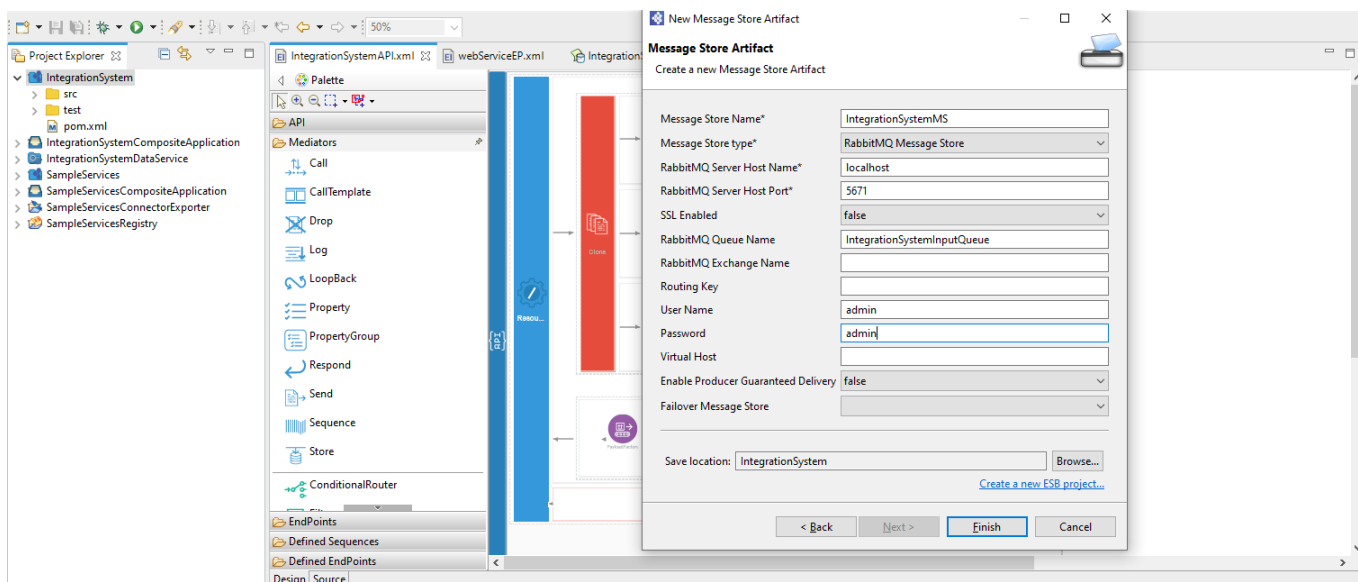 50%
Project Explorer
IntegrationSystem
src
test
pom.xml
IntegrationSystemCompositeApplication
IntegrationSystemDataService
SampleServices
SampleServicesCompositeApplication
SampleServicesConnectorExporter
SampleServicesRegistry
IntegrationSystemAPI.xml
webServiceEP.xml
Palette
API
Mediators
Call
CallTemplate
Drop
Log
LoopBack
Property
PropertyGroup
Respond
Send
Sequence
Store
ConditionalRouter
EndPoints
Defined Sequences
Defined EndPoints
Design Source
{API}
Resou...
Clone
PayloadFactory
New Message Store Artifact
Message Store Artifact
Create a new Message Store Artifact
Message Store Name* IntegrationSystemMS
Message Store type* RabbitMQ Message Store
RabbitMQ Server Host Name* localhost
RabbitMQ Server Host Port* 5671
SSL Enabled false
RabbitMQ Queue Name IntegrationSystemInputQueue
RabbitMQ Exchange Name
Routing Key
User Name admin
Password admin
Virtual Host
Enable Producer Guaranteed Delivery false
Failover Message Store
Save location: IntegrationSystem Browse...
Create a new ESB project...
< Back Next > Finish Cancel